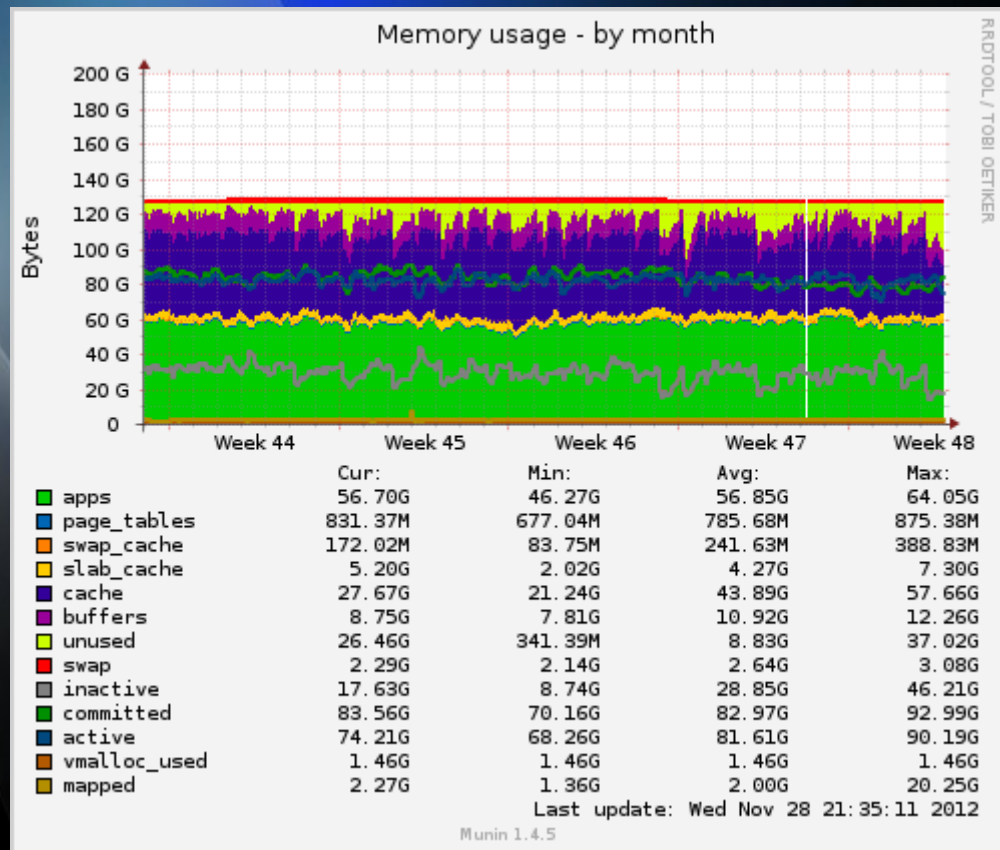 Memory usage - by month
RRDTOOL / TOBI OETIKER
Bytes
200 G
180 G
160 G
140 G
120 G
100 G
80 G
60 G
40 G
20 G
0
Week 44 Week 45 Week 46 Week 47 Week 48
Cur: Min: Avg: Max:
apps 56.70G 46.27G 56.85G 64.05G
page_tables 831.37M 677.04M 785.68M 875.38M
swap_cache 172.02M 83.75M 241.63M 388.83M
slab_cache 5.20G 2.02G 4.27G 7.30G
cache 27.67G 21.24G 43.89G 57.66G
buffers 8.75G 7.81G 10.92G 12.26G
unused 26.46G 341.39M 8.83G 37.02G
swap 2.29G 2.14G 2.64G 3.08G
inactive 17.63G 8.74G 28.85G 46.21G
committed 83.56G 70.16G 82.97G 92.99G
active 74.21G 68.26G 81.61G 90.19G
vmalloc_used 1.46G 1.46G 1.46G 1.46G
mapped 2.27G 1.36G 2.00G 20.25G
Last update: Wed Nov 28 21:35:11 2012
Munin 1.4.5